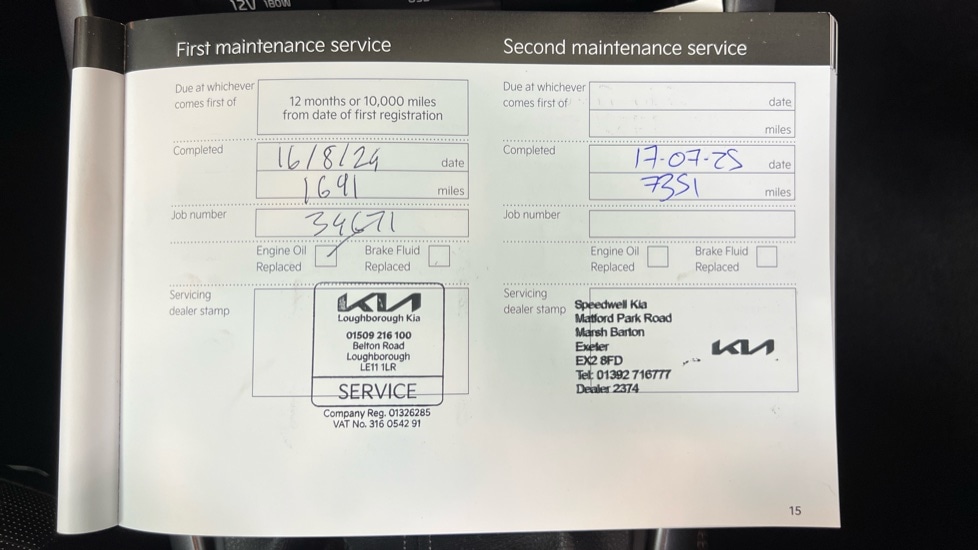 12V 180W
First maintenance service
Due at whichever
comes first of
12 months or 10,000 miles
from date of first registration
Completed
16/8/24 date
1691 miles
Job number
34671
Engine Oil
Replaced
Brake Fluid
Replaced
Servicing
dealer stamp
KIA
Loughborough Kia
01509 216 100
Belton Road
Loughborough
LE11 1LR
SERVICE
Company Reg. 01326285
VAT No. 316 0542 91
Second maintenance service
Due at whichever
comes first of
date
miles
Completed
17-07-25 date
7351 miles
Job number
Engine Oil
Replaced
Brake Fluid
Replaced
Servicing
dealer stamp
Speedwell Kia
Matford Park Road
Marsh Barton
Exeter
EX2 8FD
Tel: 01392 716777
Dealer 2374
KIA
15